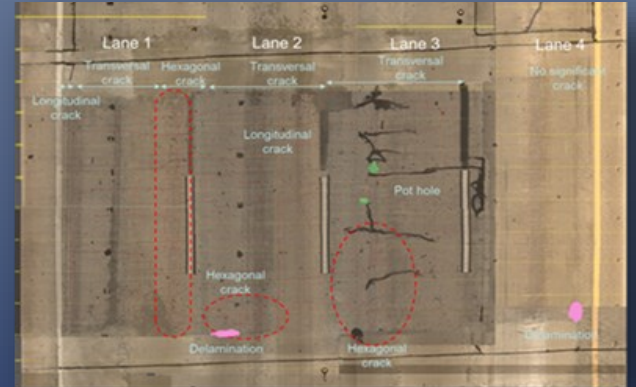 Lane 1
Lane 2
Lane 3
Lane 4
Transversal
crack
Hexagonal
crack
Transversal
crack
Transversal
crack
No significant
crack
Longitudinal
crack
Longitudinal
crack
Pot hole
Hexagonal
crack
Delamination
Hexagonal
crack
Delamination